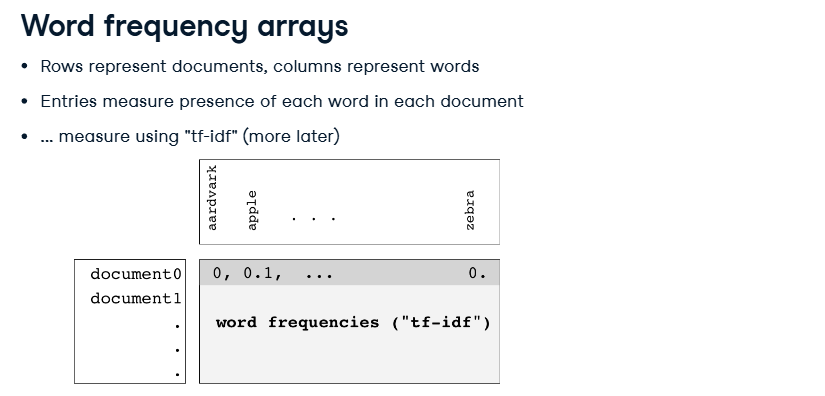 Word frequency arrays
• Rows represent documents, columns represent words
• Entries measure presence of each word in each document
• ... measure using "tf-idf" (more later)
aardvark apple . . . zebra
document0 0, 0.1, ... 0.
document1
.
word frequencies ("tf-idf")
.
.